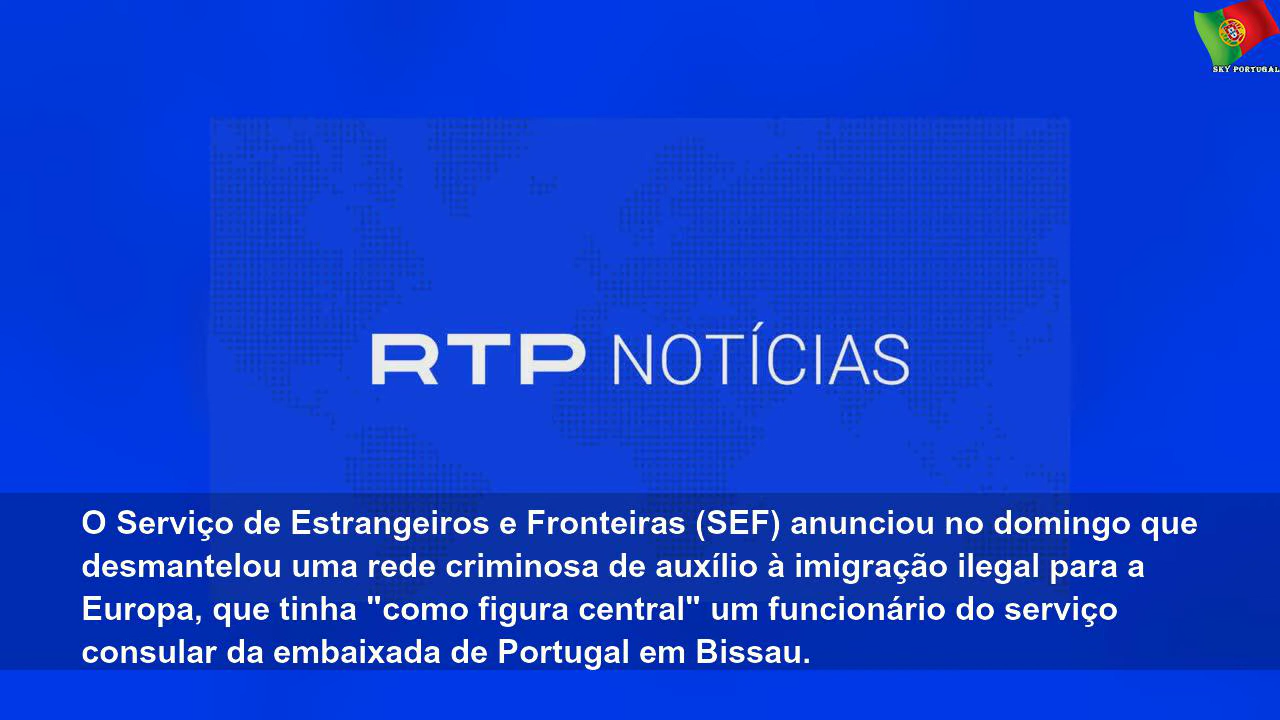 SKY PORTUGAL
RTP NOTÍCIAS
O Serviço de Estrangeiros e Fronteiras (SEF) anunciou no domingo que
desmantelou uma rede criminosa de auxílio à imigração ilegal para a
Europa, que tinha "como figura central" um funcionário do serviço
consular da embaixada de Portugal em Bissau.